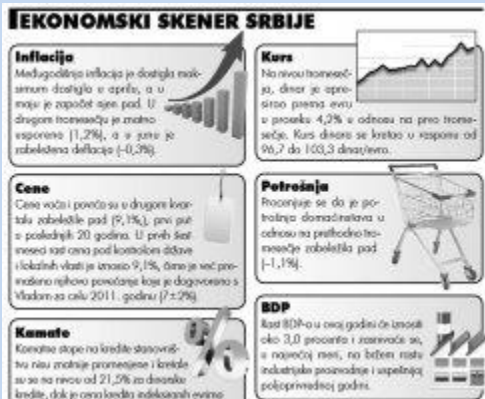 EKONOMSKI SKENER SRBIJE
Inflacija
Međugodišnja inflacija je dostigla mak-
simum dostigla u aprilu, a u
maju je započet njen pad. U
drugom tromesečju je znatno
usporena (1,2%), a u junu je
zabeležena deflacija (–0,3%).
Cene
Cene voća i povrća su u drugom kvar-
talu zabeležile pad (9,1%,), prvi put
u poslednjih 20 godina. U prvih šest
meseci rast cena pod kontrolom države
i lokalnih vlasti je iznosio 9,1%, čime je već pre-
mašeno njihovo povećanje koje je dogovoreno s
Vladom za celu 2011. godinu (7±2%).
Kamate
Kamatne stope na kredite stanovniš-
tvu nisu znatnije promenjene i kretale
su se na nivou od 21,5% za dinarske
kredite, dok je cena kredita indeksiranih evrima
Kurs
Na nivou tromeseč-
ja, dinar je apre-
sirao prema evru
u proseku 4,2% u odnosu na prvo trome-
sečje. Kurs dinara se kretao u rasponu od
96,7 do 103,3 dinar/evro.
Potrošnja
Procenjuje se da je po-
trošnja domaćinstava u
odnosu na prethodno tro-
mesečje zabeležila pad
(–1,1%).
BDP
Rast BDP-a u ovoj godini će iznositi
oko 3,0 procenta i zasnivaće se,
u najvećoj meri, na bržem rastu
industrijske proizvodnje i uspešnijoj
poljoprivrednoj godini.